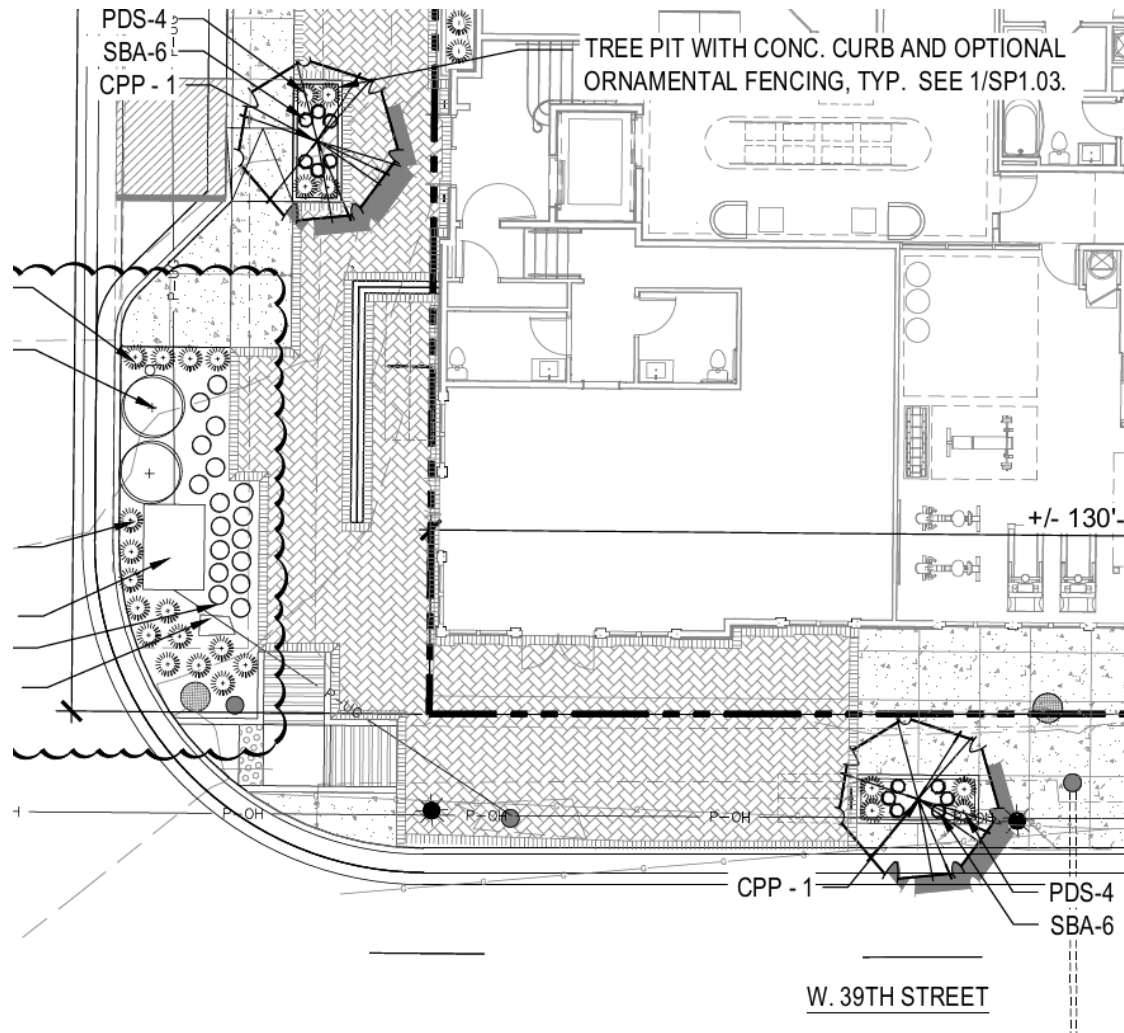 PDS-4
SBA-6
CPP - 1
TREE PIT WITH CONC. CURB AND OPTIONAL
ORNAMENTAL FENCING, TYP. SEE 1/SP1.03.
+/- 130'-
P-OH
P-OH
P-OH
CPP - 1
PDS-4
SBA-6
W. 39TH STREET